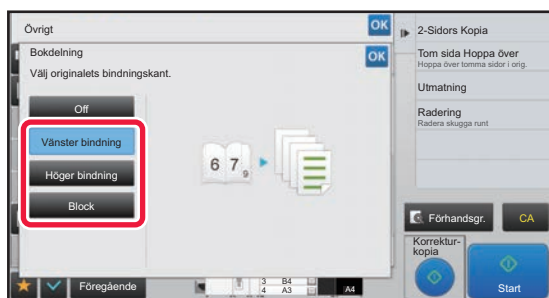 Övrigt
OK
Bokdelning
OK
Välj originalets bindningskant.
Off
Vänster bindning
Höger bindning
Block
6 7
9
2-Sidors Kopia
Tom sida Hoppa över
Hoppa över tomma sidor i orig.
Utmatning
Radering
Radera skugga runt
Förhandsgr.
CA
Korrektur-
kopia
Start
Föregående
3 B4
4 A3
A4